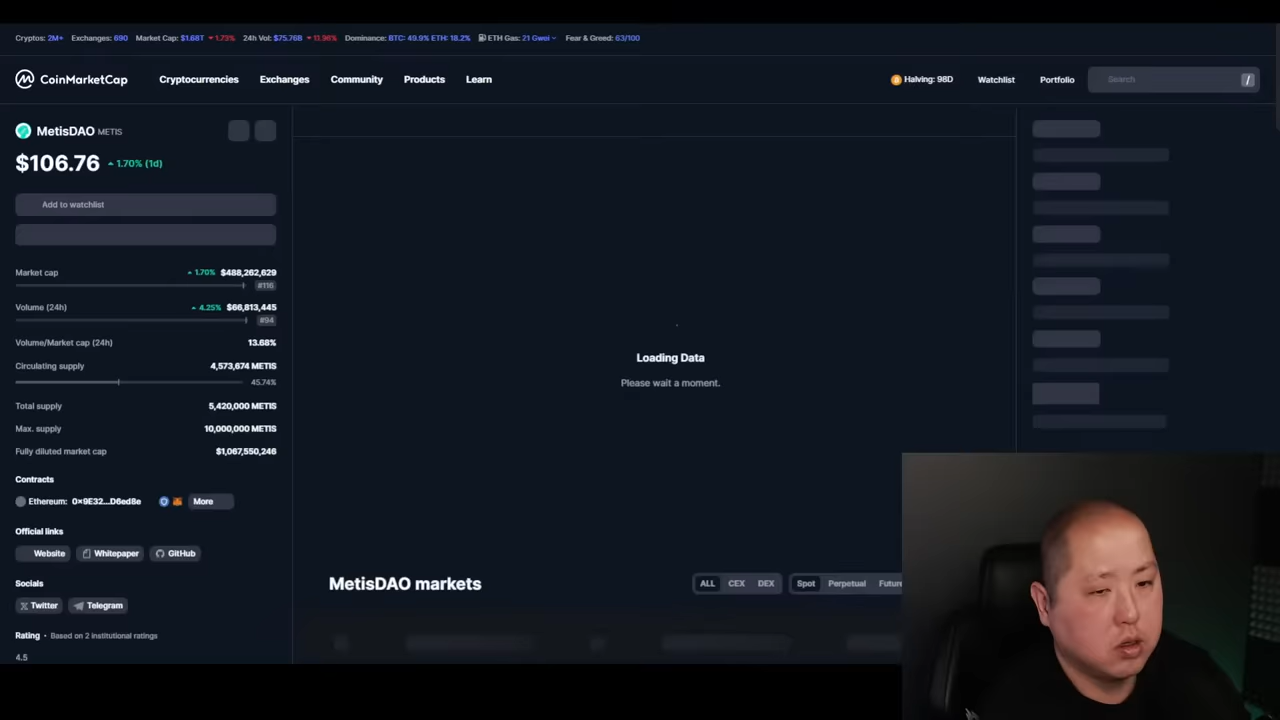 Cryptos: 2M+ Exchanges: 690 Market Cap: $1.68T 1.73% 24h Vol: $75.76B 11.96% Dominance: BTC: 49.9% ETH: 18.2% ETH Gas: 21 Gwei Fear & Greed: 63/100
CoinMarketCap Cryptocurrencies Exchanges Community Products Learn Halving: 98D Watchlist Portfolio Search /
MetisDAO METIS
$106.76 1.70% (1d)
Add to watchlist
Market cap 1.70% $488,262,629
#116
Volume (24h) 4.25% $66,813,445
#94
Volume/Market cap (24h) 13.68%
Circulating supply 4,573,674 METIS
45.74%
Total supply 5,420,000 METIS
Max. supply 10,000,000 METIS
Fully diluted market cap $1,067,550,246
Contracts
Ethereum: 0x9E32...D6ed8e More
Official links
Website Whitepaper GitHub
Socials
Twitter Telegram
Rating • Based on 2 institutional ratings
4.5
Loading Data
Please wait a moment.
MetisDAO markets ALL CEX DEX Spot Perpetual Future